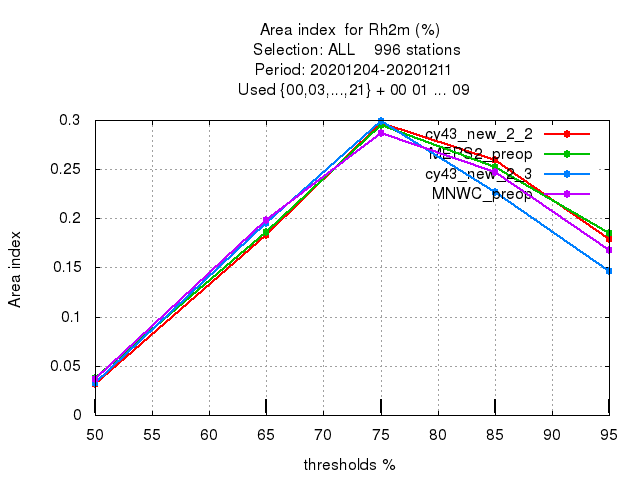 Area index for Rh2m (%)
Selection: ALL 996 stations
Period: 20201204-20201211
Used {00,03,...,21} + 00 01 ... 09
0.3
0.25
0.2
0.15
0.1
0.05
0
Area index
cy43_new_2_2
MEPS2_preop
cy43_new_2_3
MNWC_preop
50 55 60 65 70 75 80 85 90 95
thresholds %